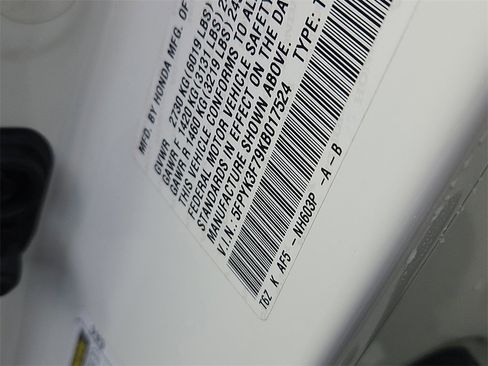 MFD. BY HONDA MFG. OF
GVWR 2730 KG (6019 LBS)
GAWR F 1420 KG (3131 LBS)
GAWR R 1460 KG (3219 LBS)
THIS VEHICLE CONFORMS TO ALL
FEDERAL MOTOR VEHICLE SAFETY
STANDARDS IN EFFECT ON THE DATE
MANUFACTURE SHOWN ABOVE.
V.I.N.: 5FPYK3F79KB017524 TYPE:
T6Z K AF5 - NH603P -A-B